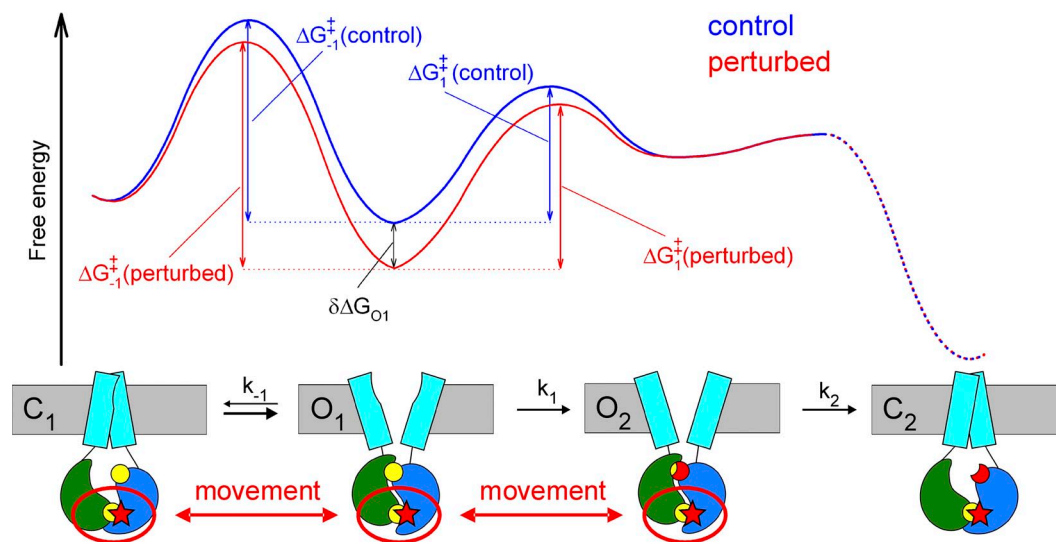 Free energy
ΔG‡-1(control)
ΔG‡1(control)
control
perturbed
ΔG‡-1(perturbed)
ΔG‡1(perturbed)
δΔG_O1
C1
k-1
O1
k1
O2
k2
C2
movement
movement